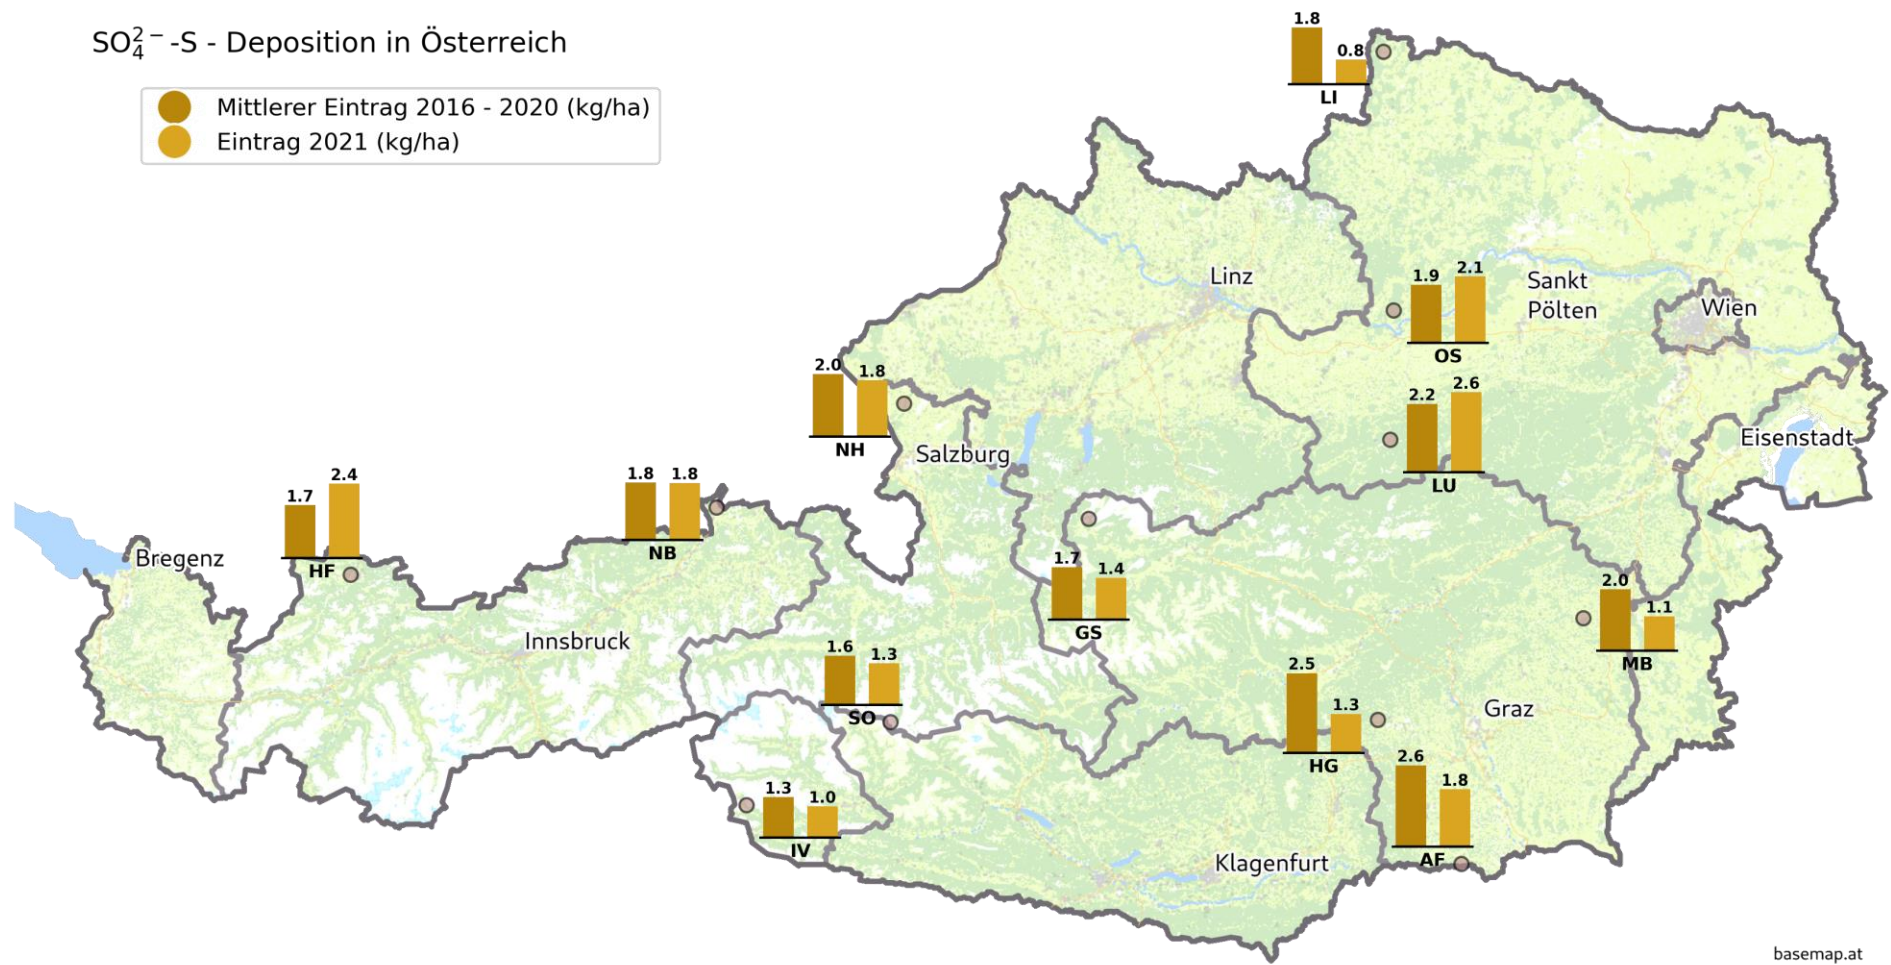 SO₄²⁻-S - Deposition in Österreich
Mittlerer Eintrag 2016 - 2020 (kg/ha)
Eintrag 2021 (kg/ha)
1.8 0.8
LI
Linz
1.9 2.1
OS
Sankt
Pölten
Wien
2.0 1.8
NH
2.2 2.6
LU
Salzburg
Eisenstadt
1.7 2.4
HF
1.8 1.8
NB
Bregenz
Innsbruck
1.7 1.4
GS
2.0 1.1
MB
1.6 1.3
SO
2.5 1.3
HG
Graz
1.3 1.0
IV
2.6 1.8
AF
Klagenfurt
basemap.at